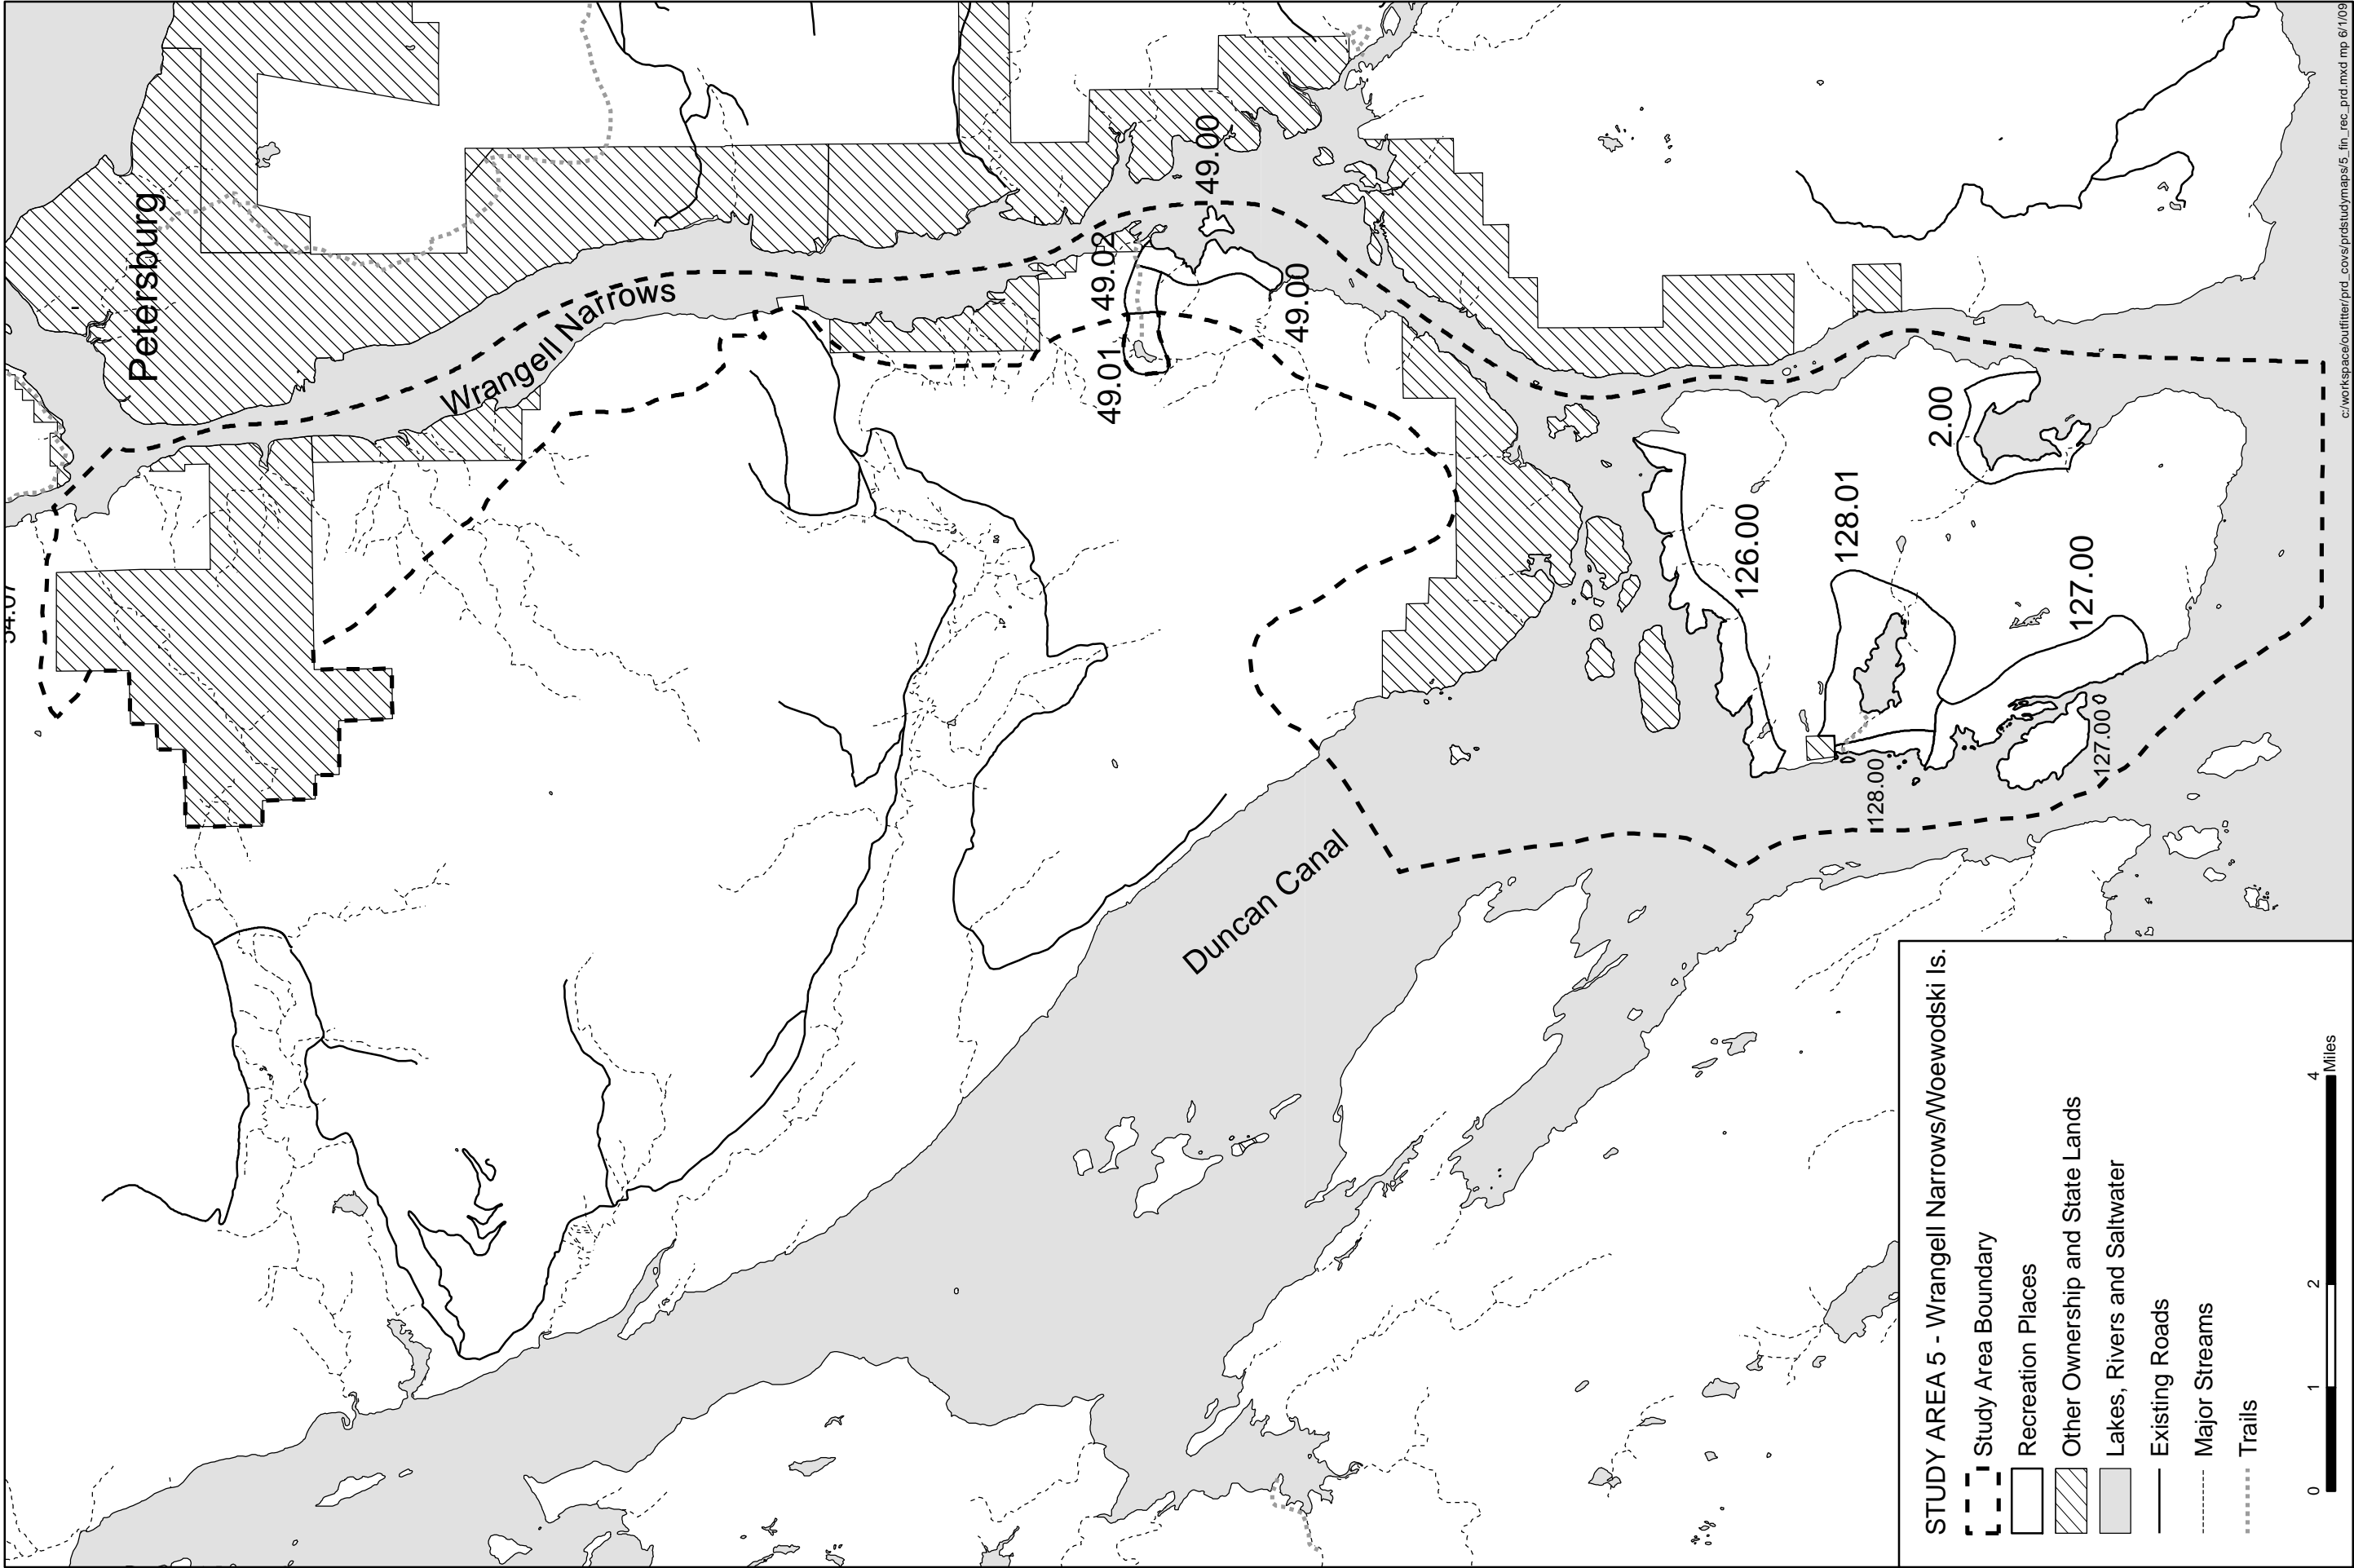 54.07
Petersburg
Wrangell Narrows
49.00
49.02
49.01
49.00
Duncan Canal
126.00
128.01
2.00
127.00
128.00
127.00
STUDY AREA 5 - Wrangell Narrows/Woewodski Is.
Study Area Boundary
Recreation Places
Other Ownership and State Lands
Lakes, Rivers and Saltwater
Existing Roads
Major Streams
Trails
0 1 2 4
Miles
c:/workspace/outfitter/prd_covs/prdstudymaps/5_fin_rec_prd.mxd mp 6/1/09